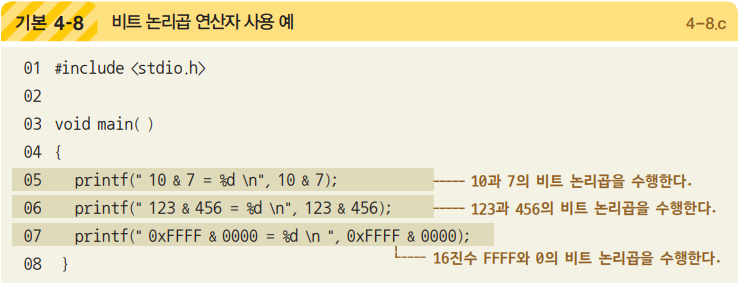 기본 4-8 비트 논리곱 연산자 사용 예 4-8.c
01 #include <stdio.h>
02
03 void main( )
04 {
05 printf(" 10 & 7 = %d \n", 10 & 7); 10과 7의 비트 논리곱을 수행한다.
06 printf(" 123 & 456 = %d \n", 123 & 456); 123과 456의 비트 논리곱을 수행한다.
07 printf(" 0xFFFF & 0000 = %d \n ", 0xFFFF & 0000);
16진수 FFFF와 0의 비트 논리곱을 수행한다.
08 }